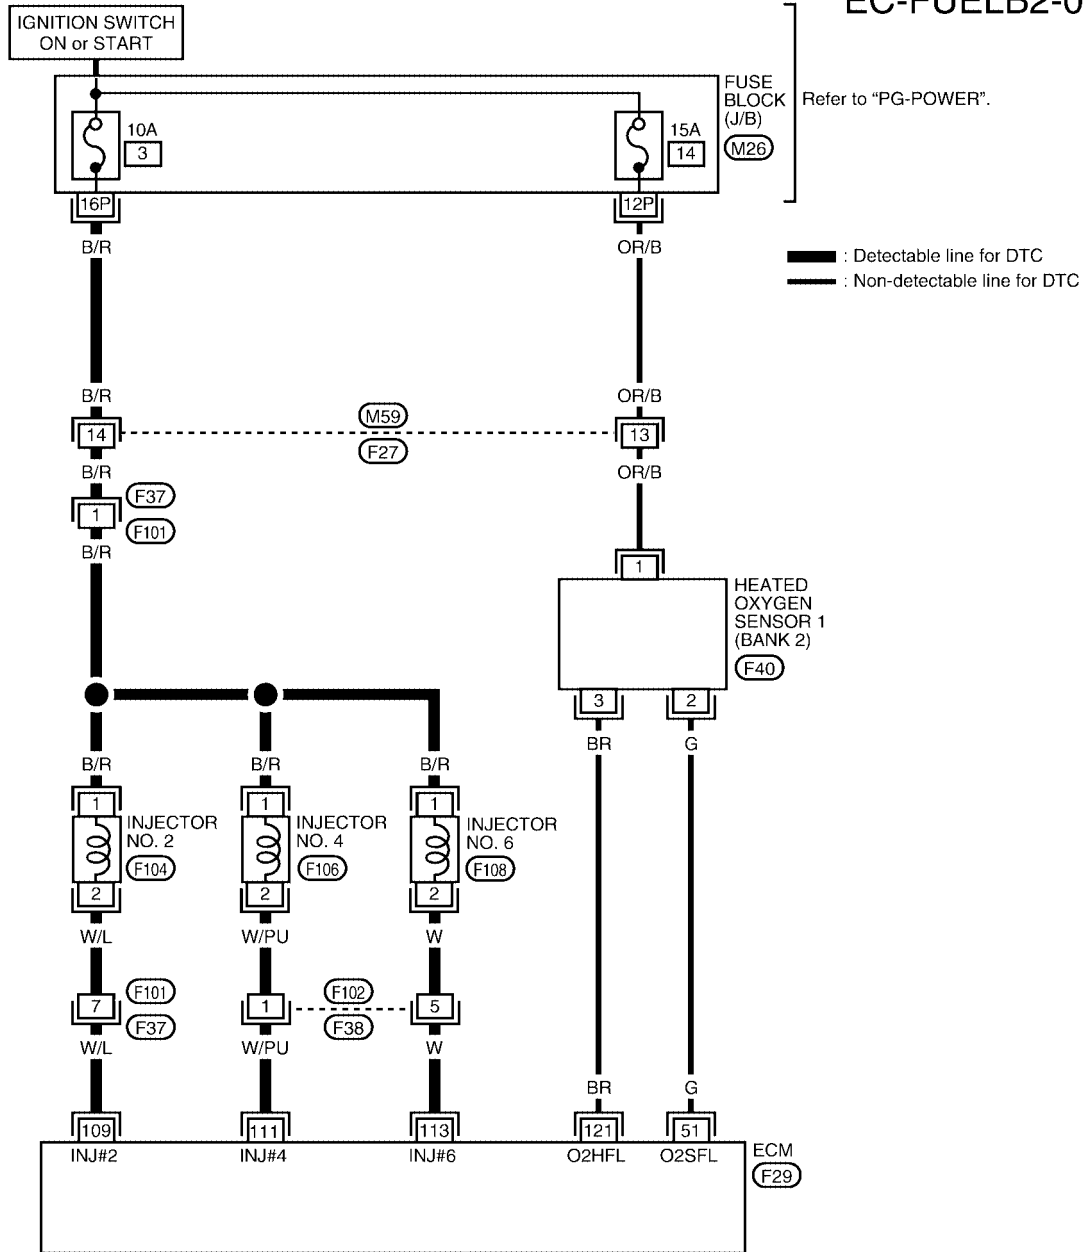 EC-FUELB2-0
IGNITION SWITCH
ON or START
FUSE
BLOCK
(J/B)
M26
Refer to “PG-POWER”.
10A
3
15A
14
16P
12P
B/R
OR/B
: Detectable line for DTC
: Non-detectable line for DTC
B/R
OR/B
14
M59
F27
13
B/R
OR/B
1
F37
F101
B/R
1
HEATED
OXYGEN
SENSOR 1
(BANK 2)
F40
3
2
BR
G
B/R
B/R
B/R
1
1
1
INJECTOR
NO. 2
F104
INJECTOR
NO. 4
F106
INJECTOR
NO. 6
F108
2
2
2
W/L
W/PU
W
7
F101
F37
1
F102
F38
5
W/L
W/PU
W
BR
G
109
111
113
121
51
INJ#2
INJ#4
INJ#6
O2HFL
O2SFL
ECM
F29